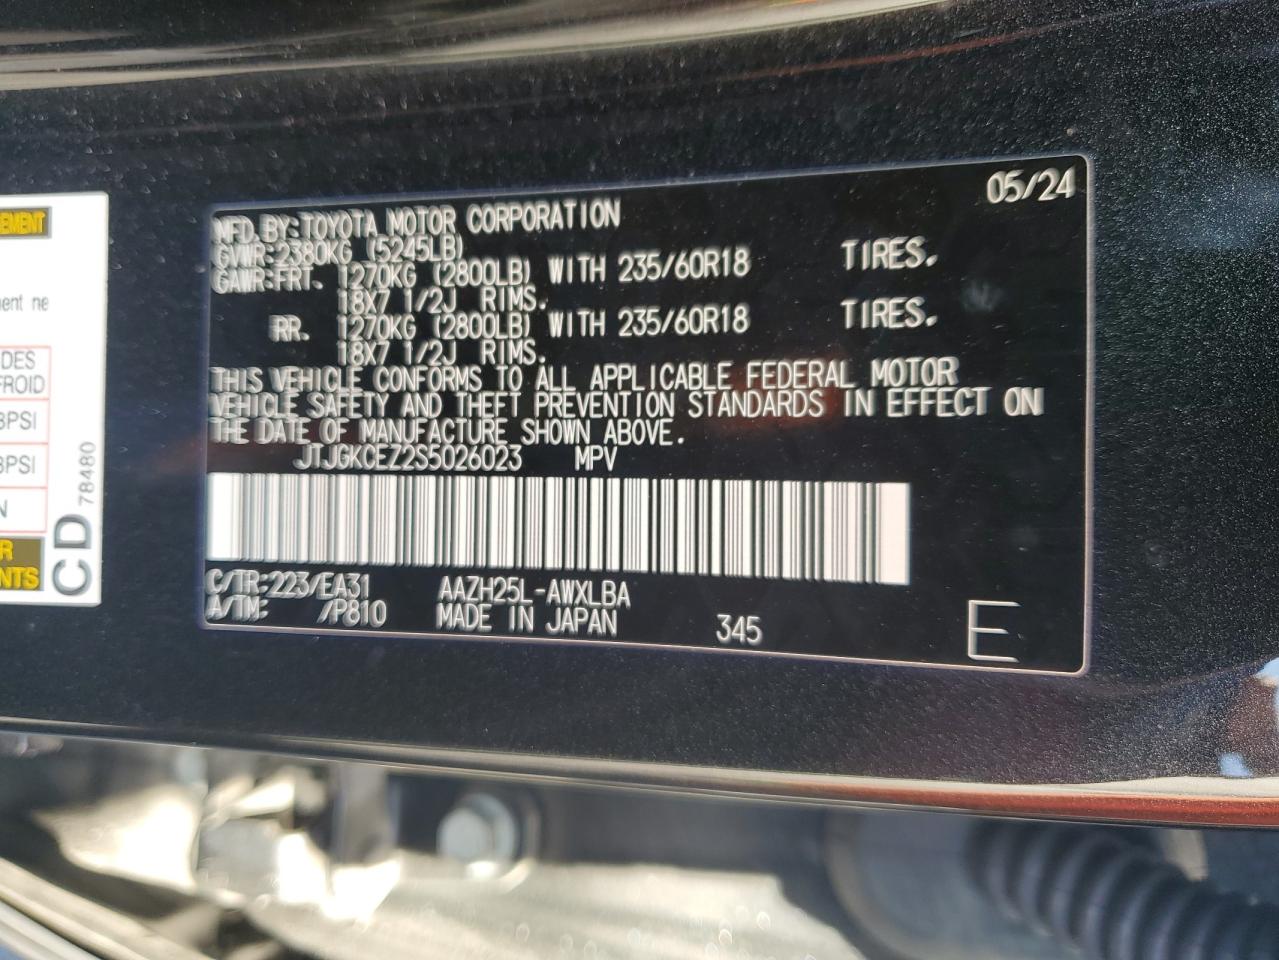 05/24
MFD.BY:TOYOTA MOTOR CORPORATION
GVWR:2380KG (5245LB)
GAWR:FRT. 1270KG (2800LB) WITH 235/60R18 TIRES.
18X7 1/2J RIMS.
RR. 1270KG (2800LB) WITH 235/60R18 TIRES.
18X7 1/2J RIMS.
THIS VEHICLE CONFORMS TO ALL APPLICABLE FEDERAL MOTOR
VEHICLE SAFETY AND THEFT PREVENTION STANDARDS IN EFFECT ON
THE DATE OF MANUFACTURE SHOWN ABOVE.
JTJGKCEZ2S5026023 MPV
C/TR:223/EA31 AAZH25L-AWXLBA
A/TM: /P810 MADE IN JAPAN 345
E
ne
FROID
PSI
PSI
CD 78480